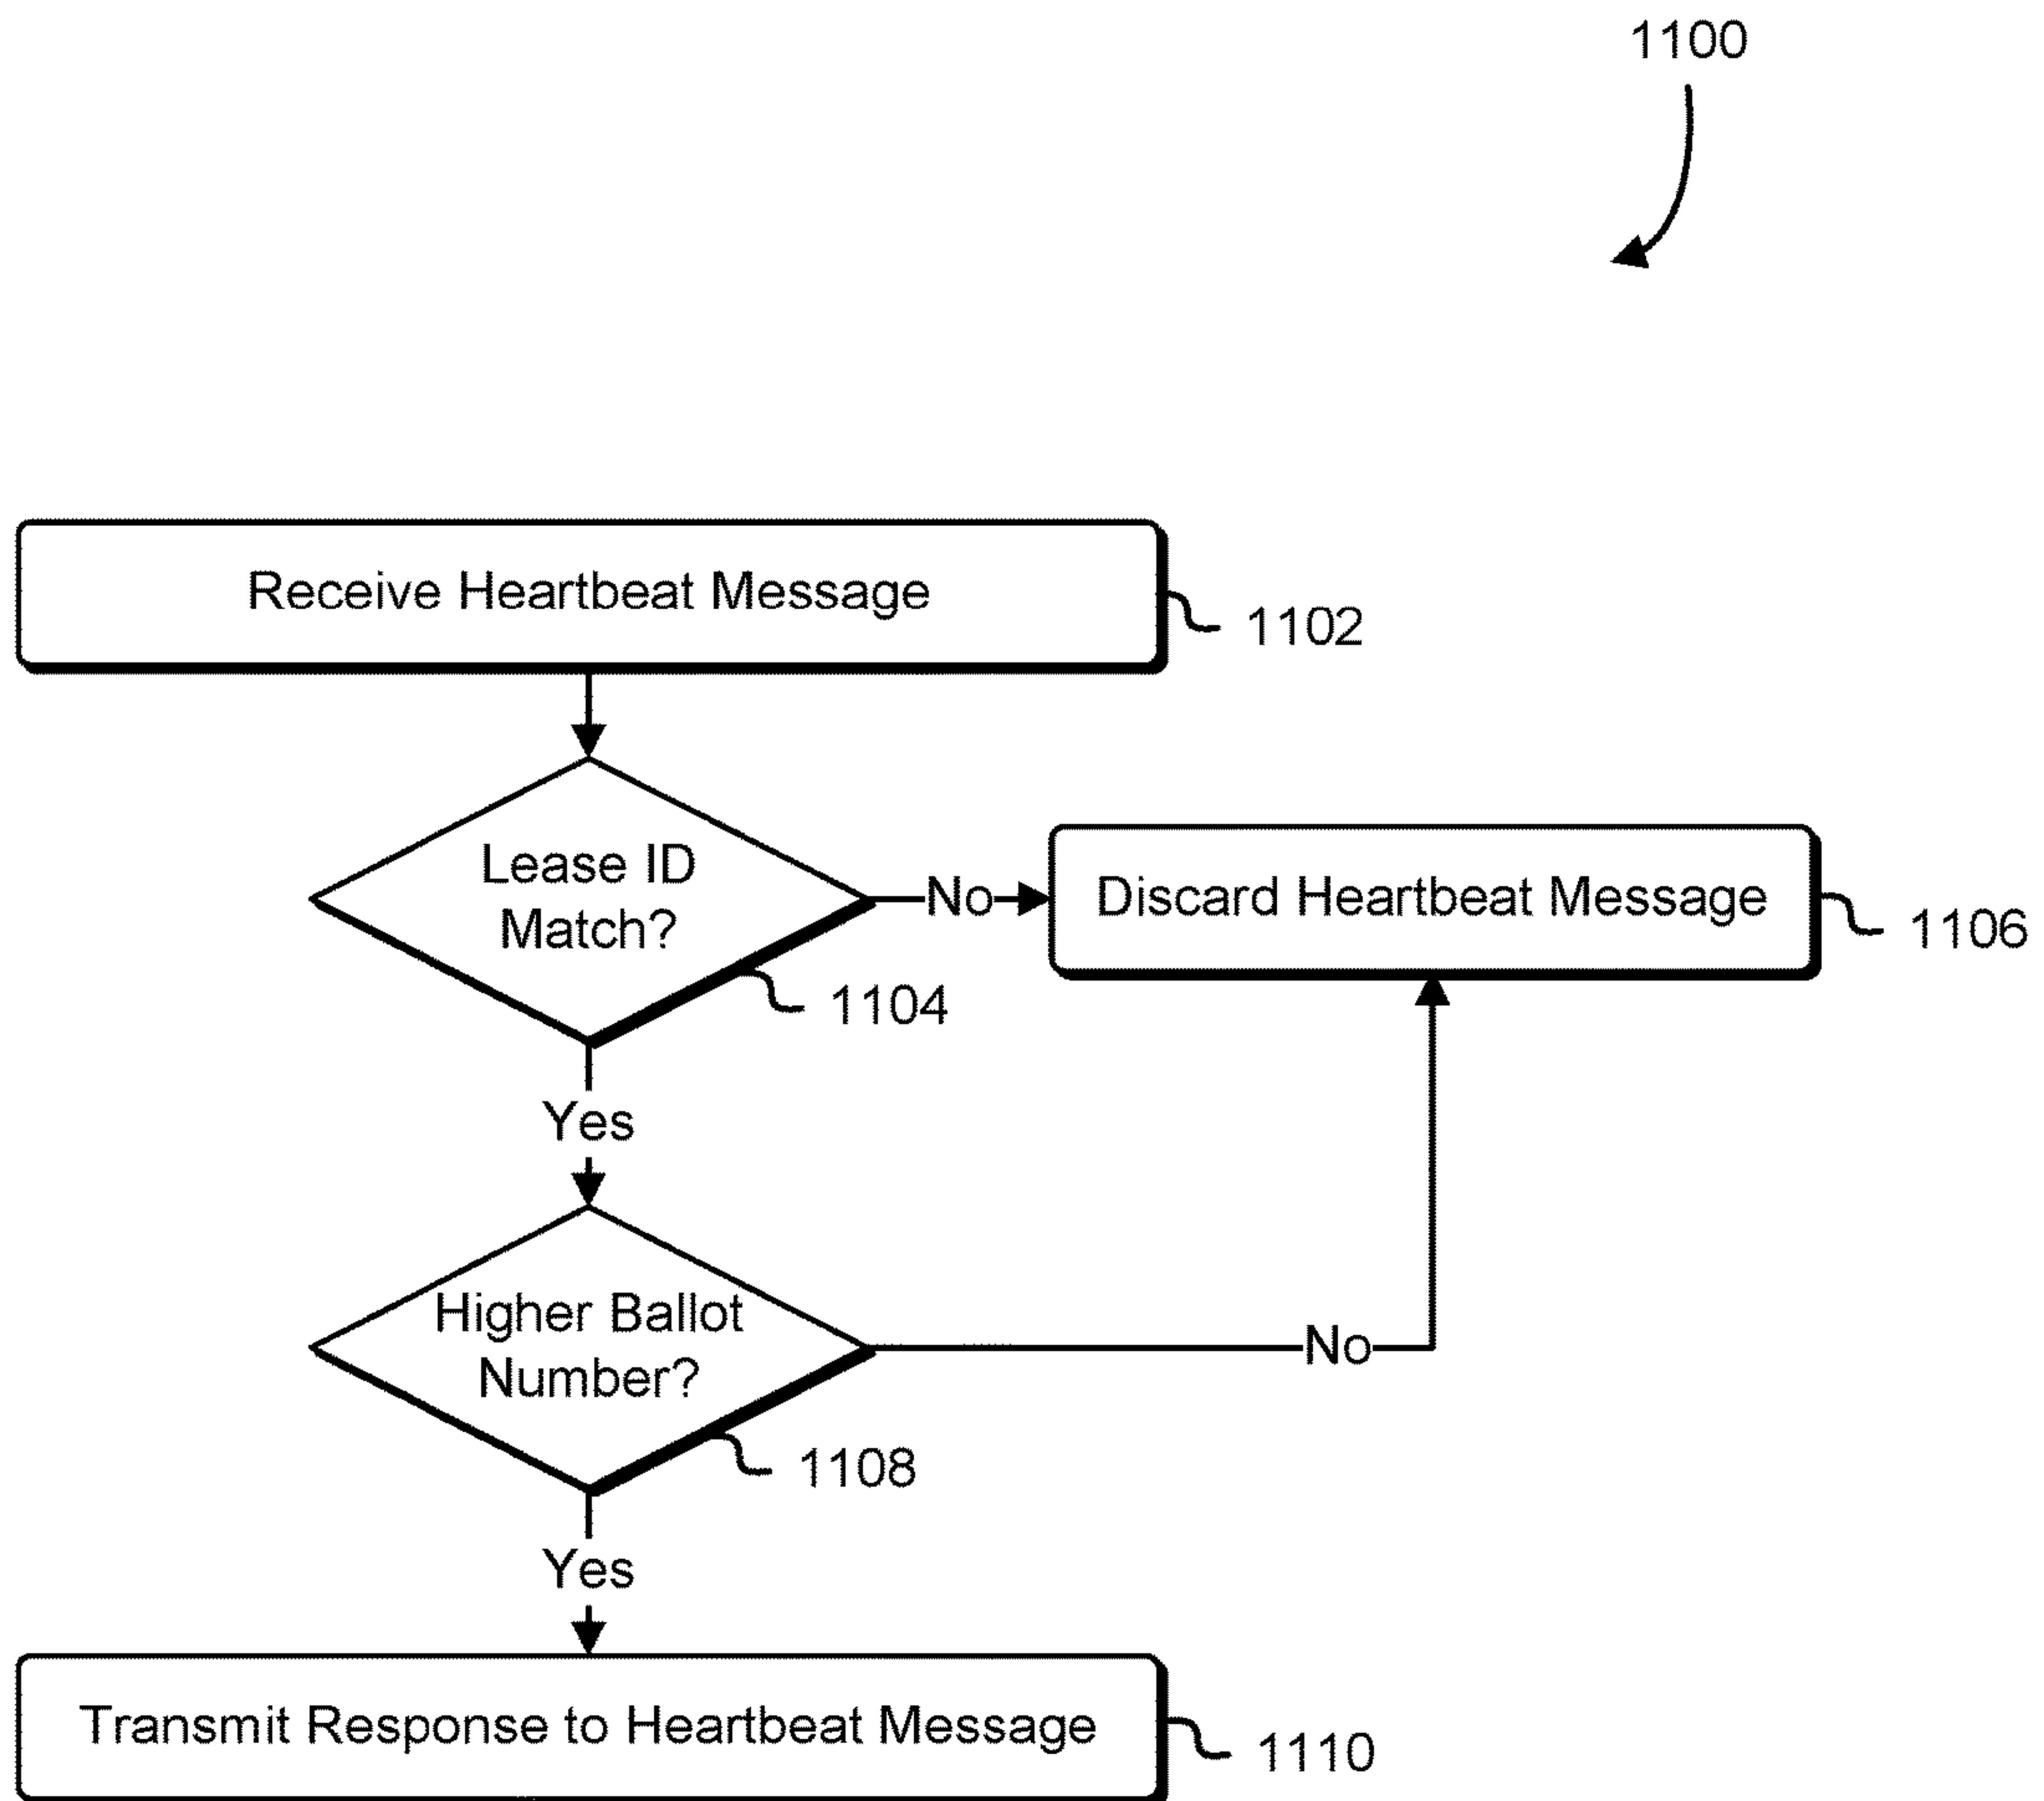 1100
Receive Heartbeat Message
1102
Lease ID
Match?
No
Discard Heartbeat Message
1106
1104
Yes
Higher Ballot
Number?
No
1108
Yes
Transmit Response to Heartbeat Message
1110